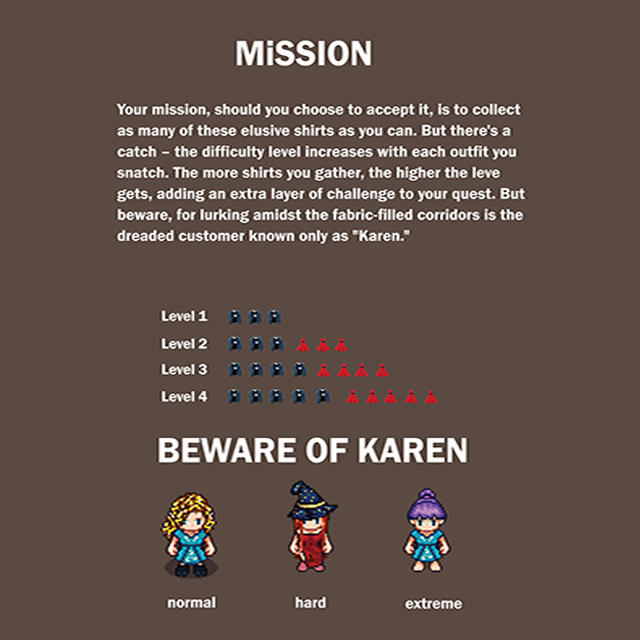 MiSSION
Your mission, should you choose to accept it, is to collect
as many of these elusive shirts as you can. But there's a
catch – the difficulty level increases with each outfit you
snatch. The more shirts you gather, the higher the leve
gets, adding an extra layer of challenge to your quest. But
beware, for lurking amidst the fabric-filled corridors is the
dreaded customer known only as "Karen."
Level 1
Level 2
Level 3
Level 4
BEWARE OF KAREN
normal hard extreme